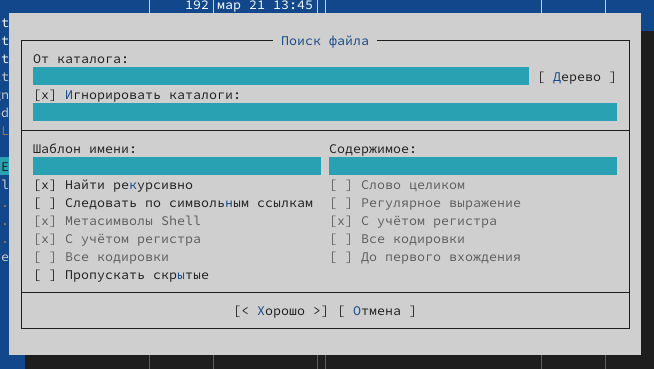 192 мар 21 13:45
Поиск файла
От каталога:
[ Дерево ]
[x] Игнорировать каталоги:
Шаблон имени: Содержимое:
[x] Найти рекурсивно [ ] Слово целиком
[ ] Следовать по символьным ссылкам [ ] Регулярное выражение
[x] Метасимволы Shell [x] С учётом регистра
[x] С учётом регистра [ ] Все кодировки
[ ] Все кодировки [ ] До первого вхождения
[ ] Пропускать скрытые
[< Хорошо >] [ Отмена ]